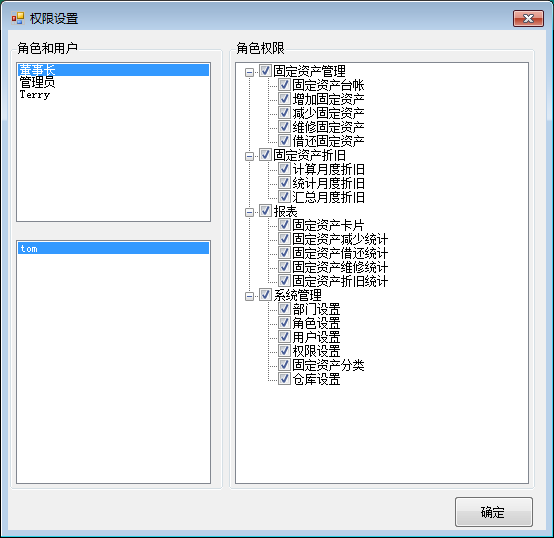 权限设置
角色和用户
董事长
管理员
Terry
tom
角色权限
固定资产管理
固定资产台帐
增加固定资产
减少固定资产
维修固定资产
借还固定资产
固定资产折旧
计算月度折旧
统计月度折旧
汇总月度折旧
报表
固定资产卡片
固定资产减少统计
固定资产借还统计
固定资产维修统计
固定资产折旧统计
系统管理
部门设置
角色设置
用户设置
权限设置
固定资产分类
仓库设置
确定